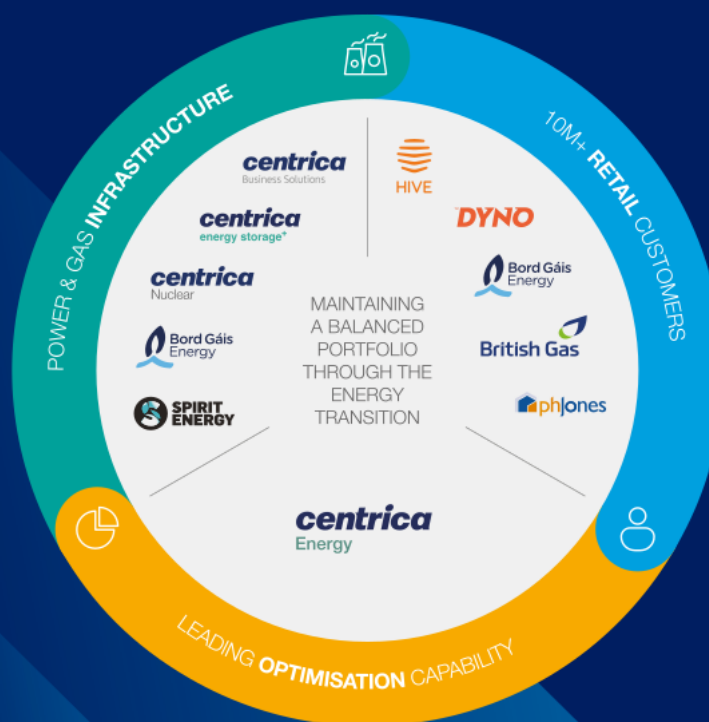 POWER & GAS INFRASTRUCTURE
centrica
Business Solutions
centrica
energy storage+
centrica
Nuclear
Bord Gáis
Energy
SPIRIT
ENERGY
10M+ RETAIL CUSTOMERS
HIVE
DYNO
Bord Gáis
Energy
British Gas
phJones
MAINTAINING
A BALANCED
PORTFOLIO
THROUGH THE
ENERGY
TRANSITION
centrica
Energy
LEADING OPTIMISATION CAPABILITY